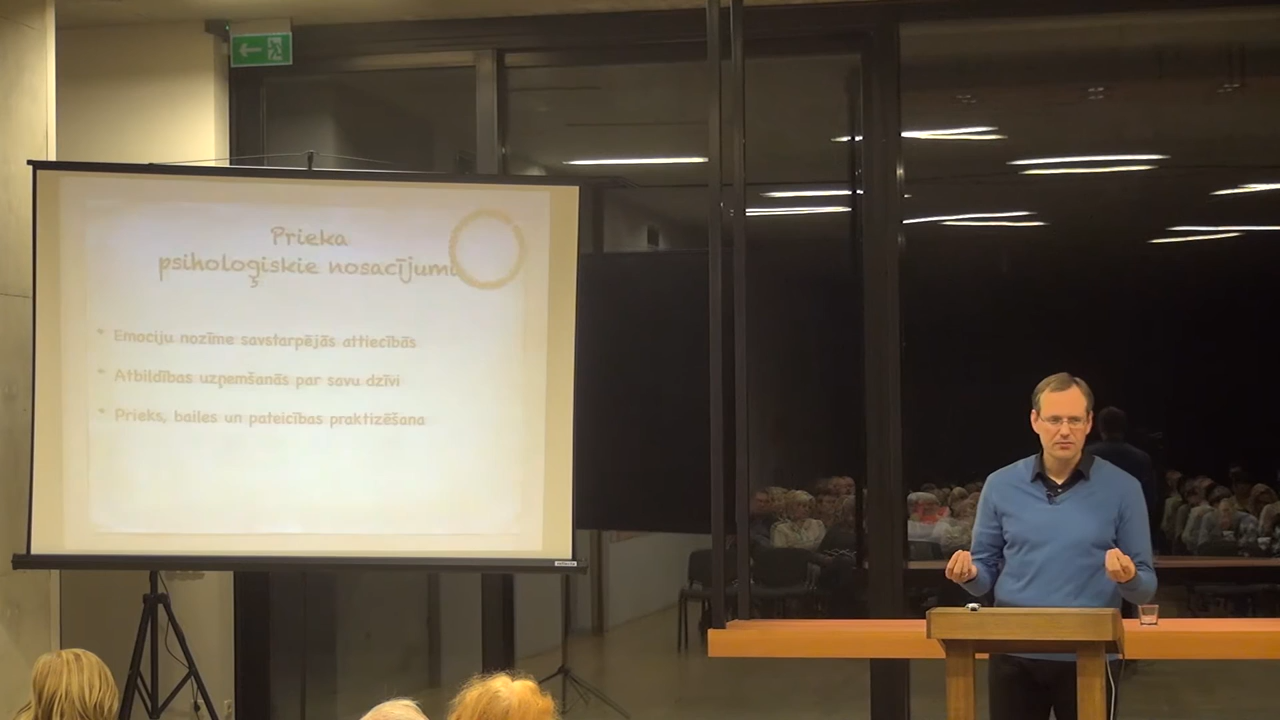 Prieka
psiholoģiskie nosacījumi
* Emociju nozīme savstarpējās attiecībās
* Atbildības uzņemšanās par savu dzīvi
* Prieks, bailes un pateicības praktizēšana